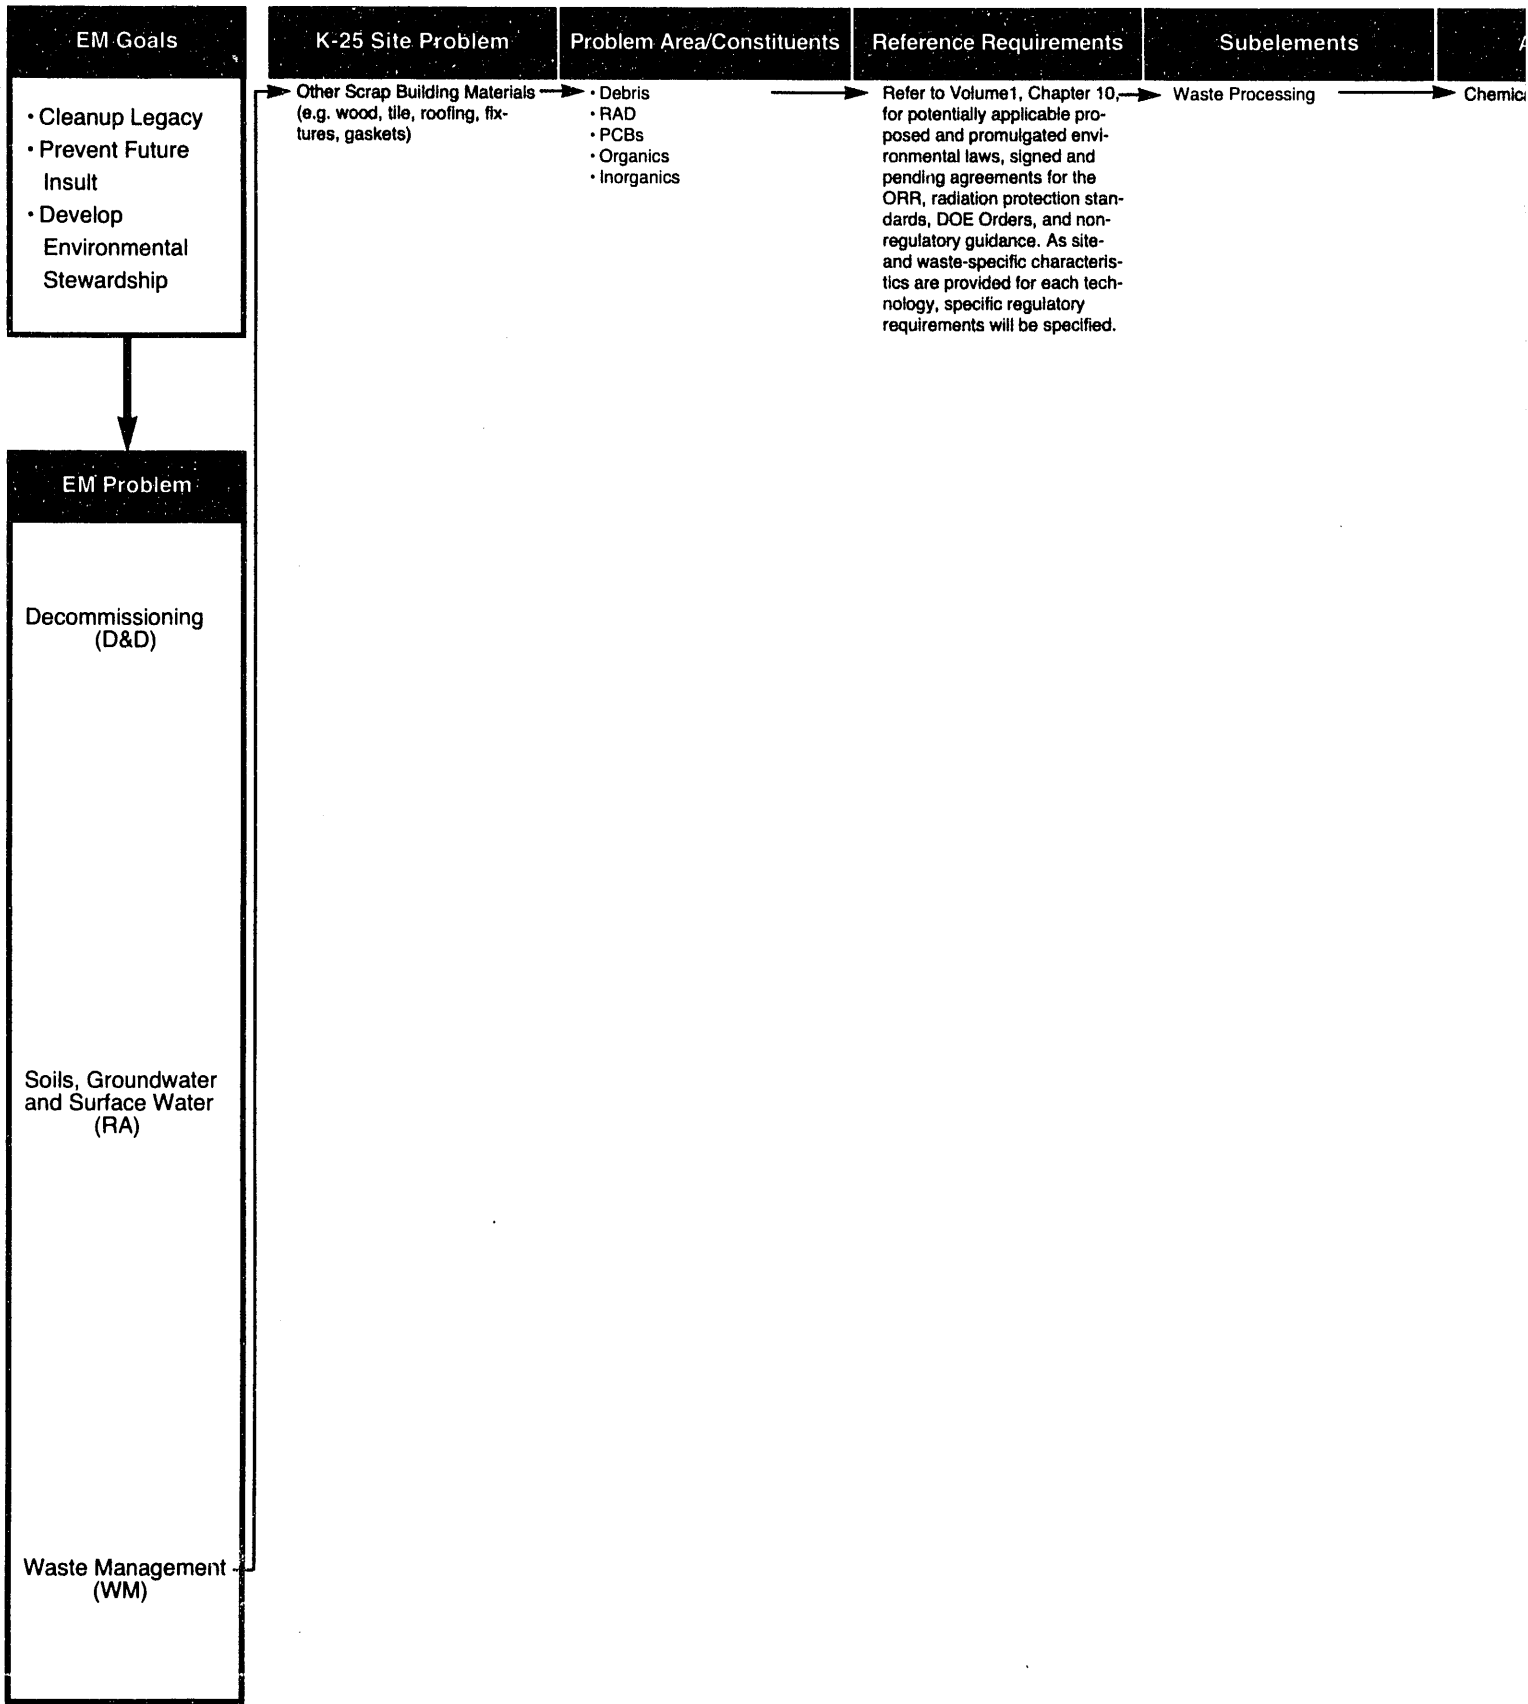 EM Goals
• Cleanup Legacy
• Prevent Future
Insult
• Develop
Environmental
Stewardship
EM Problem
Decommissioning
(D&D)
Soils, Groundwater
and Surface Water
(RA)
Waste Management
(WM)
K-25 Site Problem
Other Scrap Building Materials
(e.g. wood, tile, roofing, fix-
tures, gaskets)
Problem Area/Constituents
• Debris
• RAD
• PCBs
• Organics
• Inorganics
Reference Requirements
Refer to Volume1, Chapter 10,
for potentially applicable pro-
posed and promulgated envi-
ronmental laws, signed and
pending agreements for the
ORR, radiation protection stan-
dards, DOE Orders, and non-
regulatory guidance. As site-
and waste-specific characteris-
tics are provided for each tech-
nology, specific regulatory
requirements will be specified.
Subelements
Waste Processing
Chemica